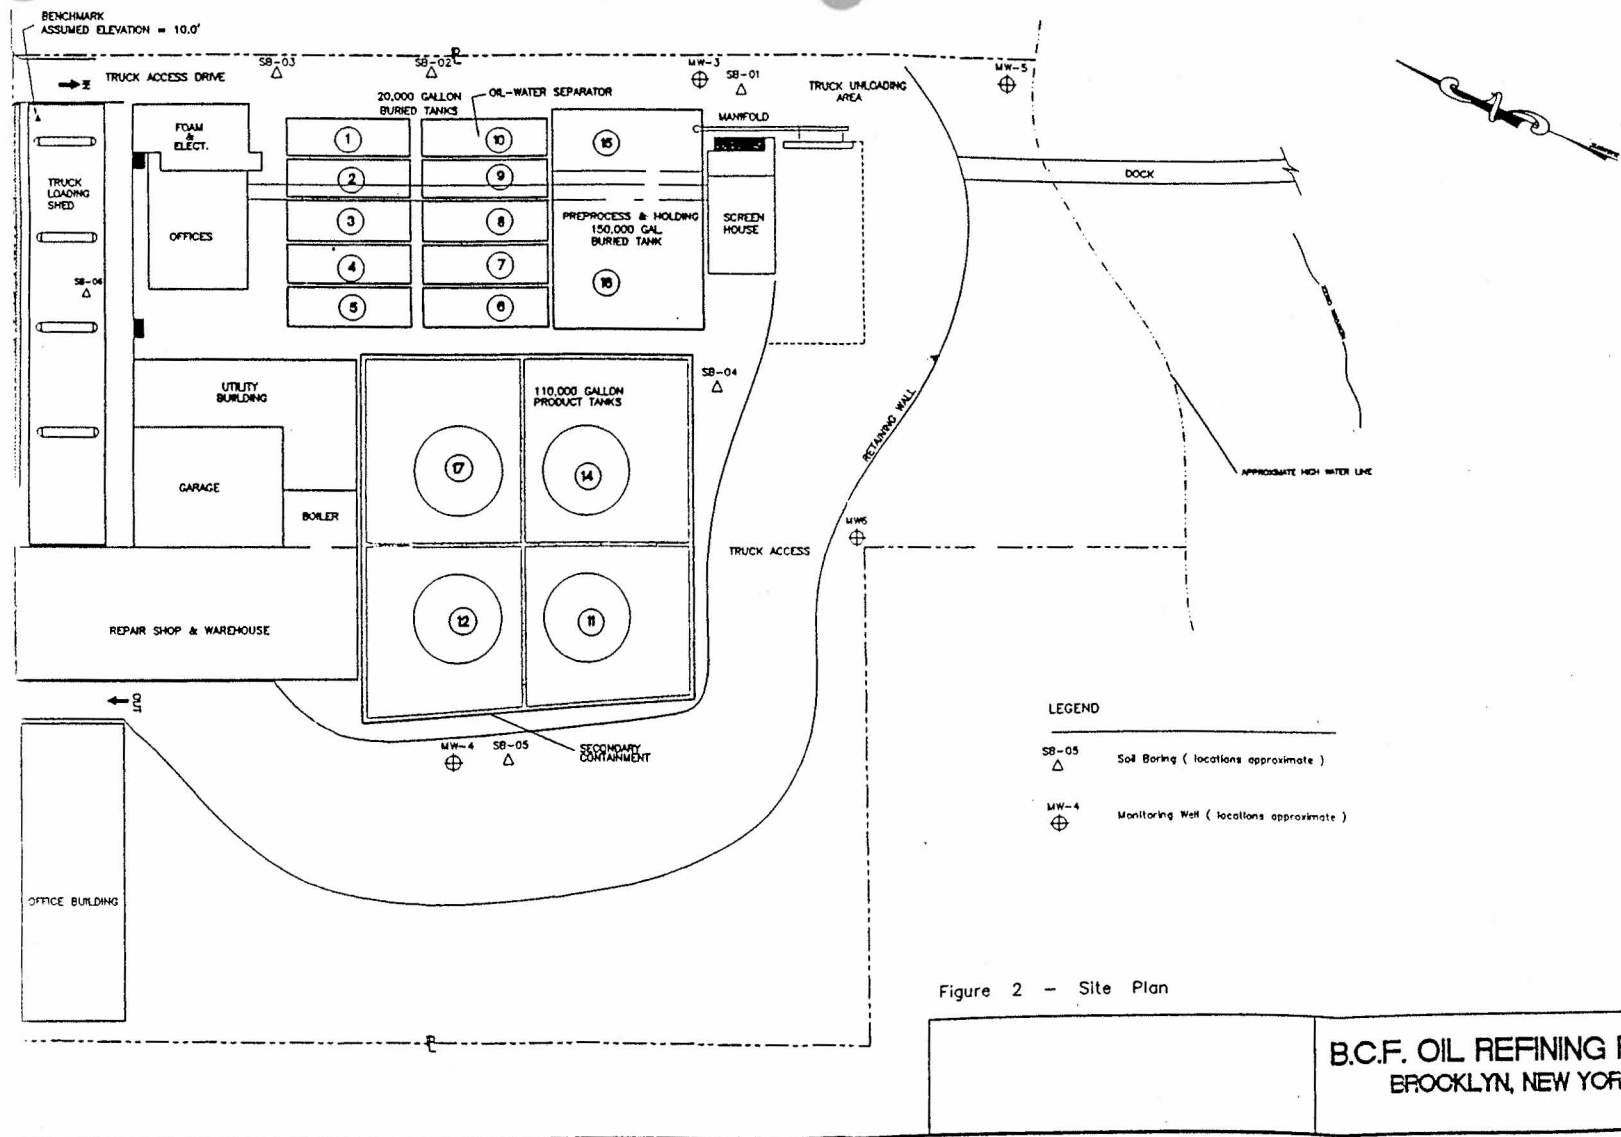 BENCHMARK
ASSUMED ELEVATION = 10.0'
TRUCK ACCESS DRIVE
IN
SB-03
SB-02
MW-3
SB-01
MW-5
TRUCK UNLOADING
AREA
20,000 GALLON
BURIED TANKS
OIL-WATER SEPARATOR
MANIFOLD
FOAM
&
ELECT.
TRUCK
LOADING
SHED
OFFICES
1
2
3
4
5
10
9
8
7
6
15
PREPROCESS & HOLDING
150,000 GAL
BURIED TANK
16
SCREEN
HOUSE
DOCK
SB-06
SB-04
UTILITY
BUILDING
GARAGE
BOILER
110,000 GALLON
PRODUCT TANKS
17
14
12
11
RETAINING WALL
APPROXIMATE HIGH WATER LINE
MW6
TRUCK ACCESS
REPAIR SHOP & WAREHOUSE
OUT
MW-4
SB-05
SECONDARY
CONTAINMENT
OFFICE BUILDING
LEGEND
SB-05
Soil Boring ( locations approximate )
MW-4
Monitoring Well ( locations approximate )
Figure 2 - Site Plan
B.C.F. OIL REFINING
BROOKLYN, NEW YOR